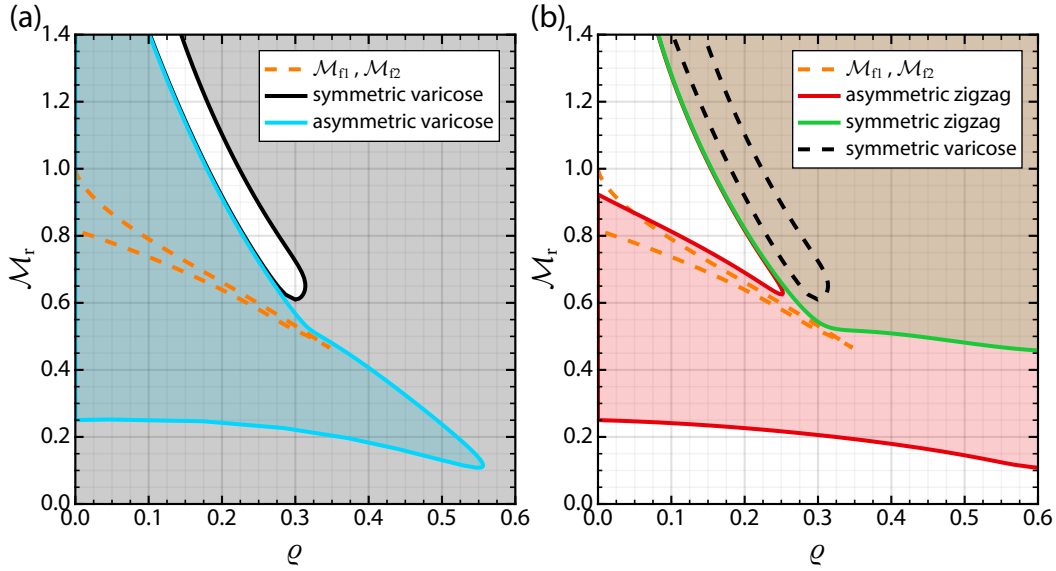 (a)
1.4
1.2
1.0
0.8
0.6
0.4
0.2
0.0
ℳr
ℳf1 , ℳf2
symmetric varicose
asymmetric varicose
0.0 0.1 0.2 0.3 0.4 0.5 0.6
ϱ
(b)
1.4
1.2
1.0
0.8
0.6
0.4
0.2
0.0
ℳr
ℳf1 , ℳf2
asymmetric zigzag
symmetric zigzag
symmetric varicose
0.0 0.1 0.2 0.3 0.4 0.5 0.6
ϱ